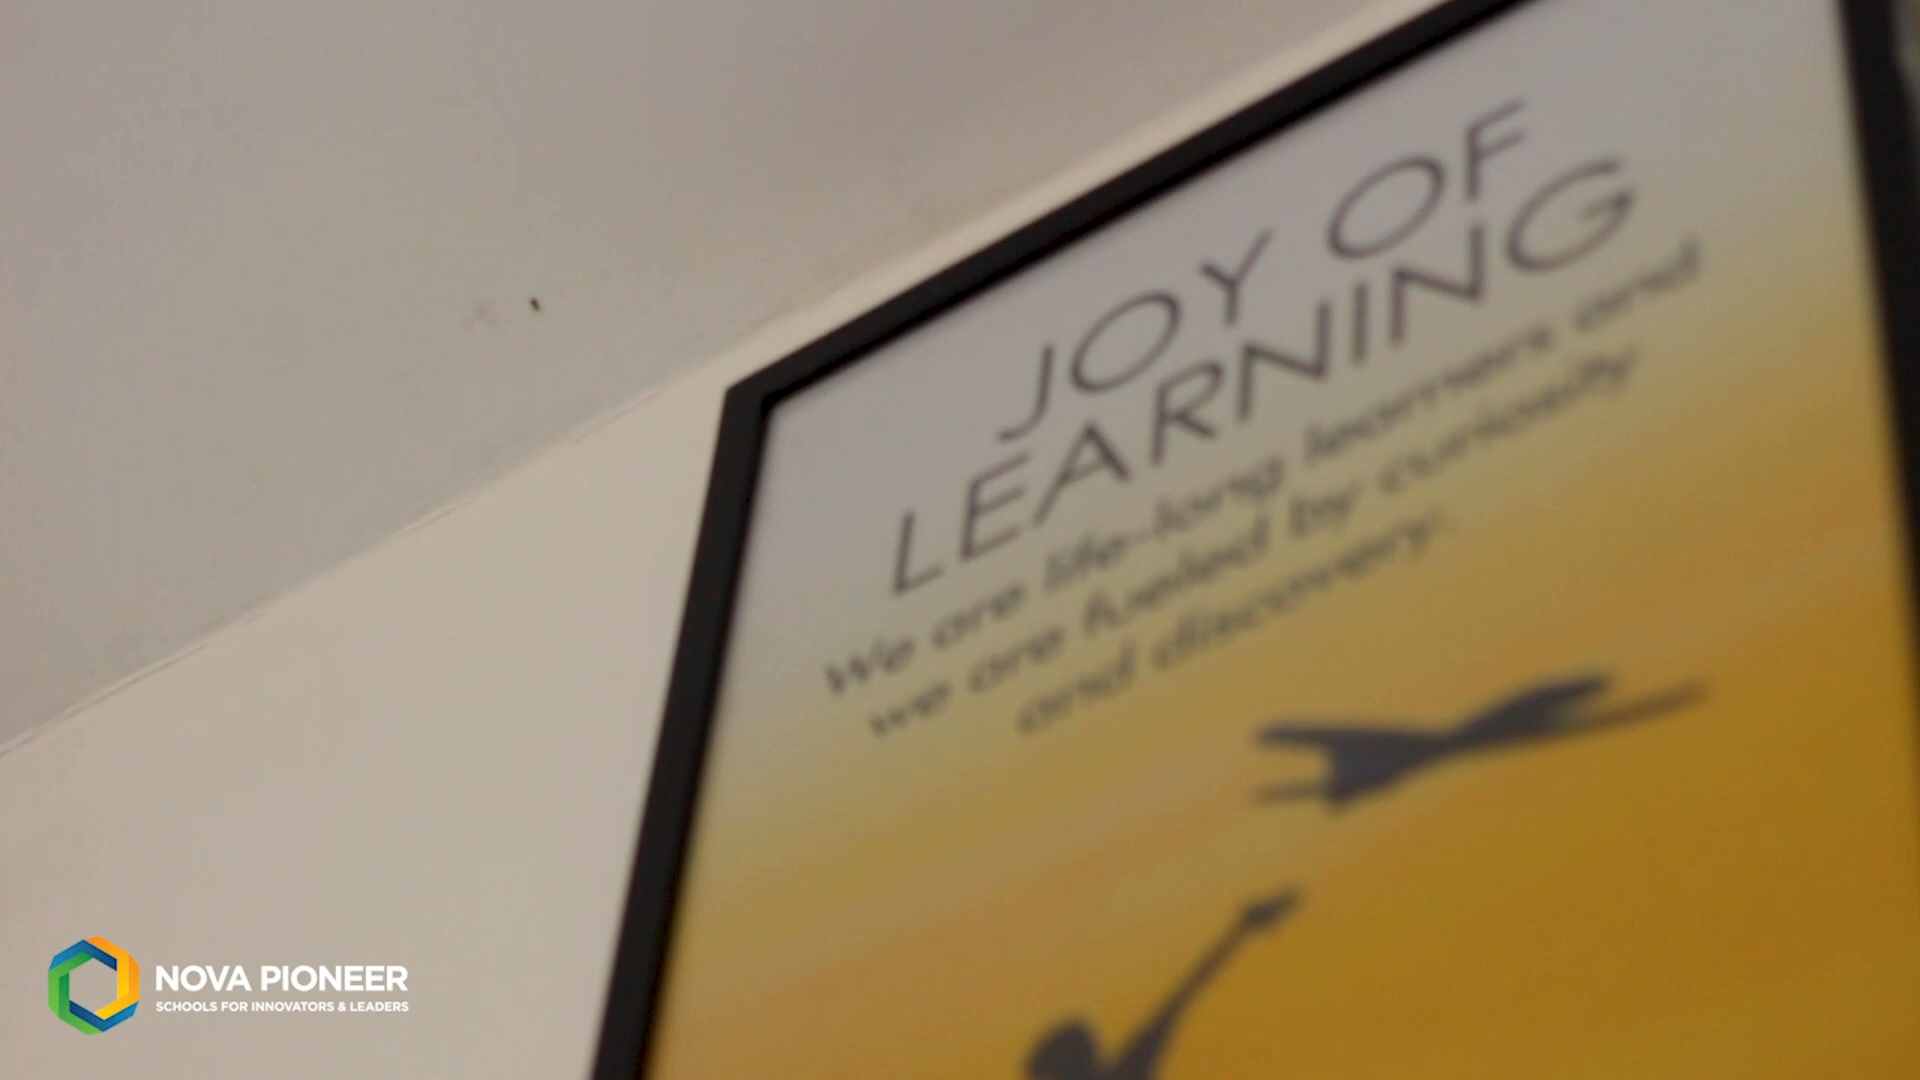 JOY OF
LEARNING
We are life-long learners and
we are fueled by curiosity
and discovery.
NOVA PIONEER
SCHOOLS FOR INNOVATORS & LEADERS